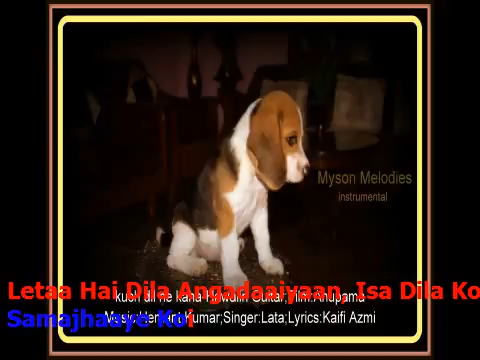 Myson Melodies
instrumental
Letaa Hai Dila Angadaaiyaan, Isa Dila Ko
kuch dil ne kaha Hawaiin Guitar;Film:Anupama
Samajhaaye Koi
Music:Hemant Kumar;Singer:Lata;Lyrics:Kaifi Azmi